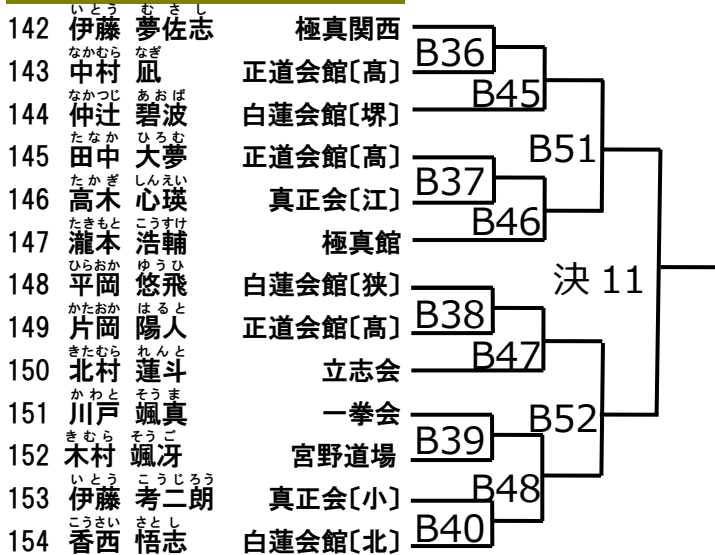 いとう むさし
142 伊藤 夢佐志 極真関西
B36
なかむら なぎ
143 中村 凪 正道会館〔髙〕
B45
なかつじ あおば
144 仲辻 碧波 白蓮会館〔堺〕
B51
たなか ひろむ
145 田中 大夢 正道会館〔髙〕
B37
たかぎ しんえい
146 高木 心瑛 真正会〔江〕
B46
たきもと こうすけ
147 瀧本 浩輔 極真館
決 11
ひらおか ゆうひ
148 平岡 悠飛 白蓮会館〔狭〕
B38
かたおか はると
149 片岡 陽人 正道会館〔髙〕
B47
きたむら れんと
150 北村 蓮斗 立志会
B52
かわと そうま
151 川戸 颯真 一拳会
B39
きむら そうご
152 木村 颯冴 宮野道場
B48
いとう こうじろう
153 伊藤 考二朗 真正会〔小〕
B40
こうさい さとし
154 香西 悟志 白蓮会館〔北〕